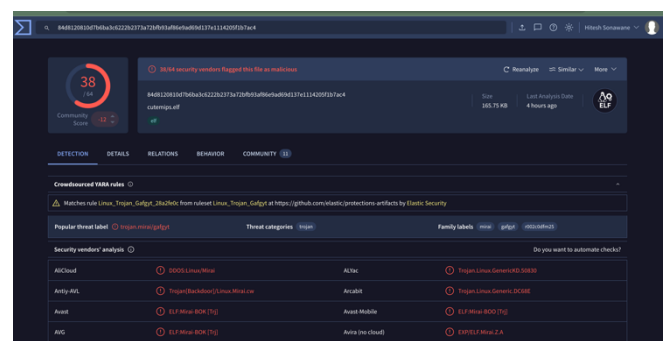 84d8120810d7b6ba3c6222b2373a72bfb93af86e9ad69d137e1114205f1b7ac4
Hitesh Sonawane
38
/ 64
Community
Score
-12
38/64 security vendors flagged this file as malicious
Reanalyze
Similar
More
84d8120810d7b6ba3c6222b2373a72bfb93af86e9ad69d137e1114205f1b7ac4
cutemips.elf
elf
Size
165.75 KB
Last Analysis Date
4 hours ago
ELF
DETECTION DETAILS RELATIONS BEHAVIOR COMMUNITY 11
Crowdsourced YARA rules
Matches rule Linux_Trojan_Gafgyt_28a2fe0c from ruleset Linux_Trojan_Gafgyt at https://github.com/elastic/protections-artifacts by Elastic Security
Popular threat label trojan.mirai/gafgyt Threat categories trojan Family labels mirai gafgyt
Security vendors' analysis Do you want to automate checks?
AliCloud DDOS:Linux/Mirai ALYac Trojan.Linux.GenericKD.50836
Antiy-AVL Trojan[Backdoor]/Linux.Mirai.cw Arcabit Trojan.Linux.Generic.DC694
Avast ELF:Mirai-BOK [Trj] Avast-Mobile ELF:Mirai-BOO [Trj]
AVG ELF:Mirai-BOK [Trj] Avira (no cloud) EXP/ELF.Mirai.Z.A